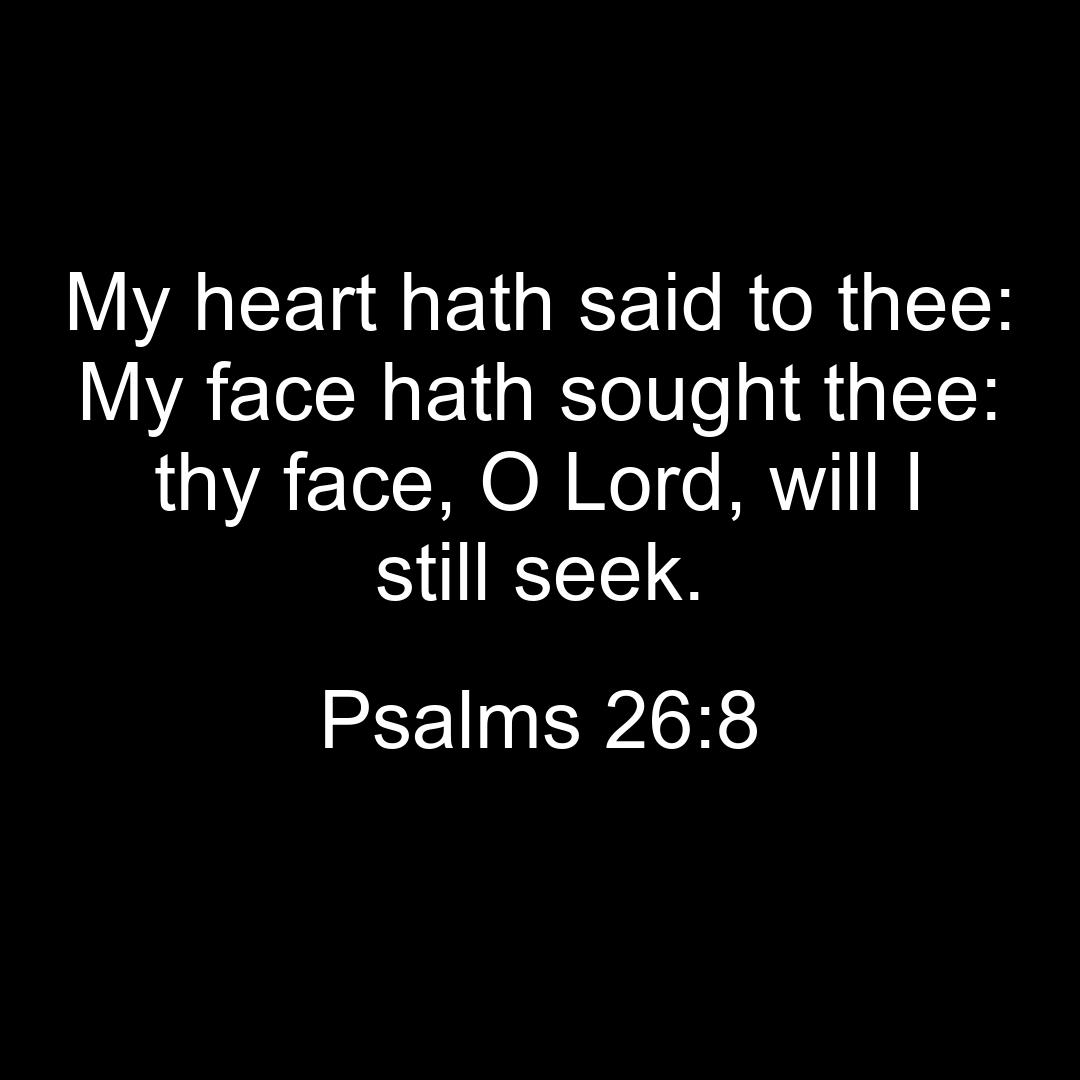 My heart hath said to thee:
My face hath sought thee:
thy face, O Lord, will I
still seek.
Psalms 26:8